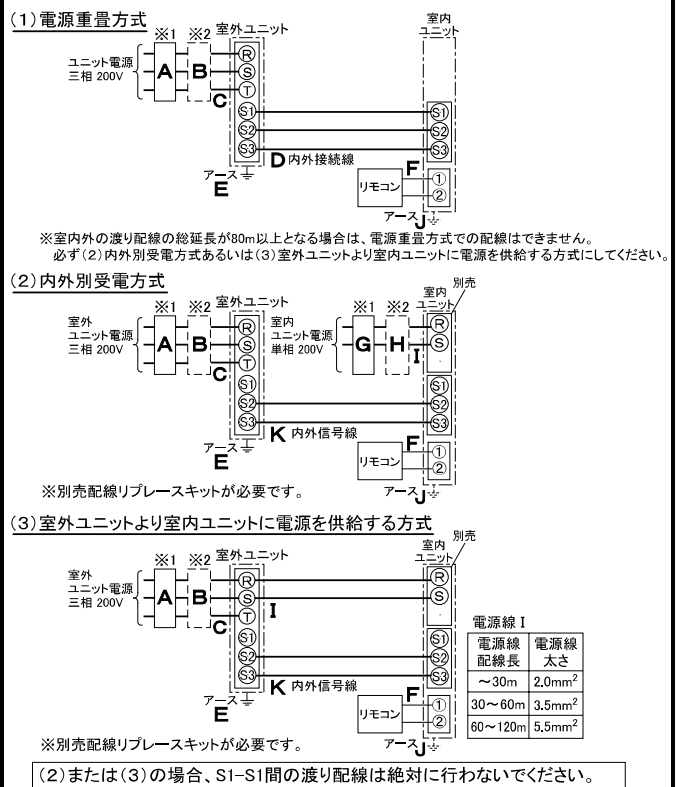 (1)電源重畳方式
※1 ※2 室外ユニット
室内
ユニット
ユニット電源
三相 200V
A
B
C
R
S
T
S1
S2
S3
S1
S2
S3
D 内外接続線
アース
E
F
リモコン
①
②
アース J
※室内外の渡り配線の総延長が80m以上となる場合は、電源重畳方式での配線はできません。
必ず(2)内外別受電方式あるいは(3)室外ユニットより室内ユニットに電源を供給する方式にしてください。
(2)内外別受電方式
※1 ※2 室外ユニット
※1 ※2
室内
ユニット
別売
室外
ユニット電源
三相 200V
A
B
C
R
S
T
S1
S2
S3
室内
ユニット電源
単相 200V
G
H
I
R
S
S1
S2
S3
K 内外信号線
アース
E
F
リモコン
①
②
アース J
※別売配線リプレースキットが必要です。
(3)室外ユニットより室内ユニットに電源を供給する方式
※1 ※2 室外ユニット
室内
ユニット
別売
室外
ユニット電源
三相 200V
A
B
C
R
S
T
S1
S2
S3
I
R
S
S1
S2
S3
K 内外信号線
アース
E
F
リモコン
①
②
アース J
電源線 I
電源線配線長 電源線太さ
～30m 2.0mm²
30～60m 3.5mm²
60～120m 5.5mm²
※別売配線リプレースキットが必要です。
(2)または(3)の場合、S1-S1間の渡り配線は絶対に行わないでください。